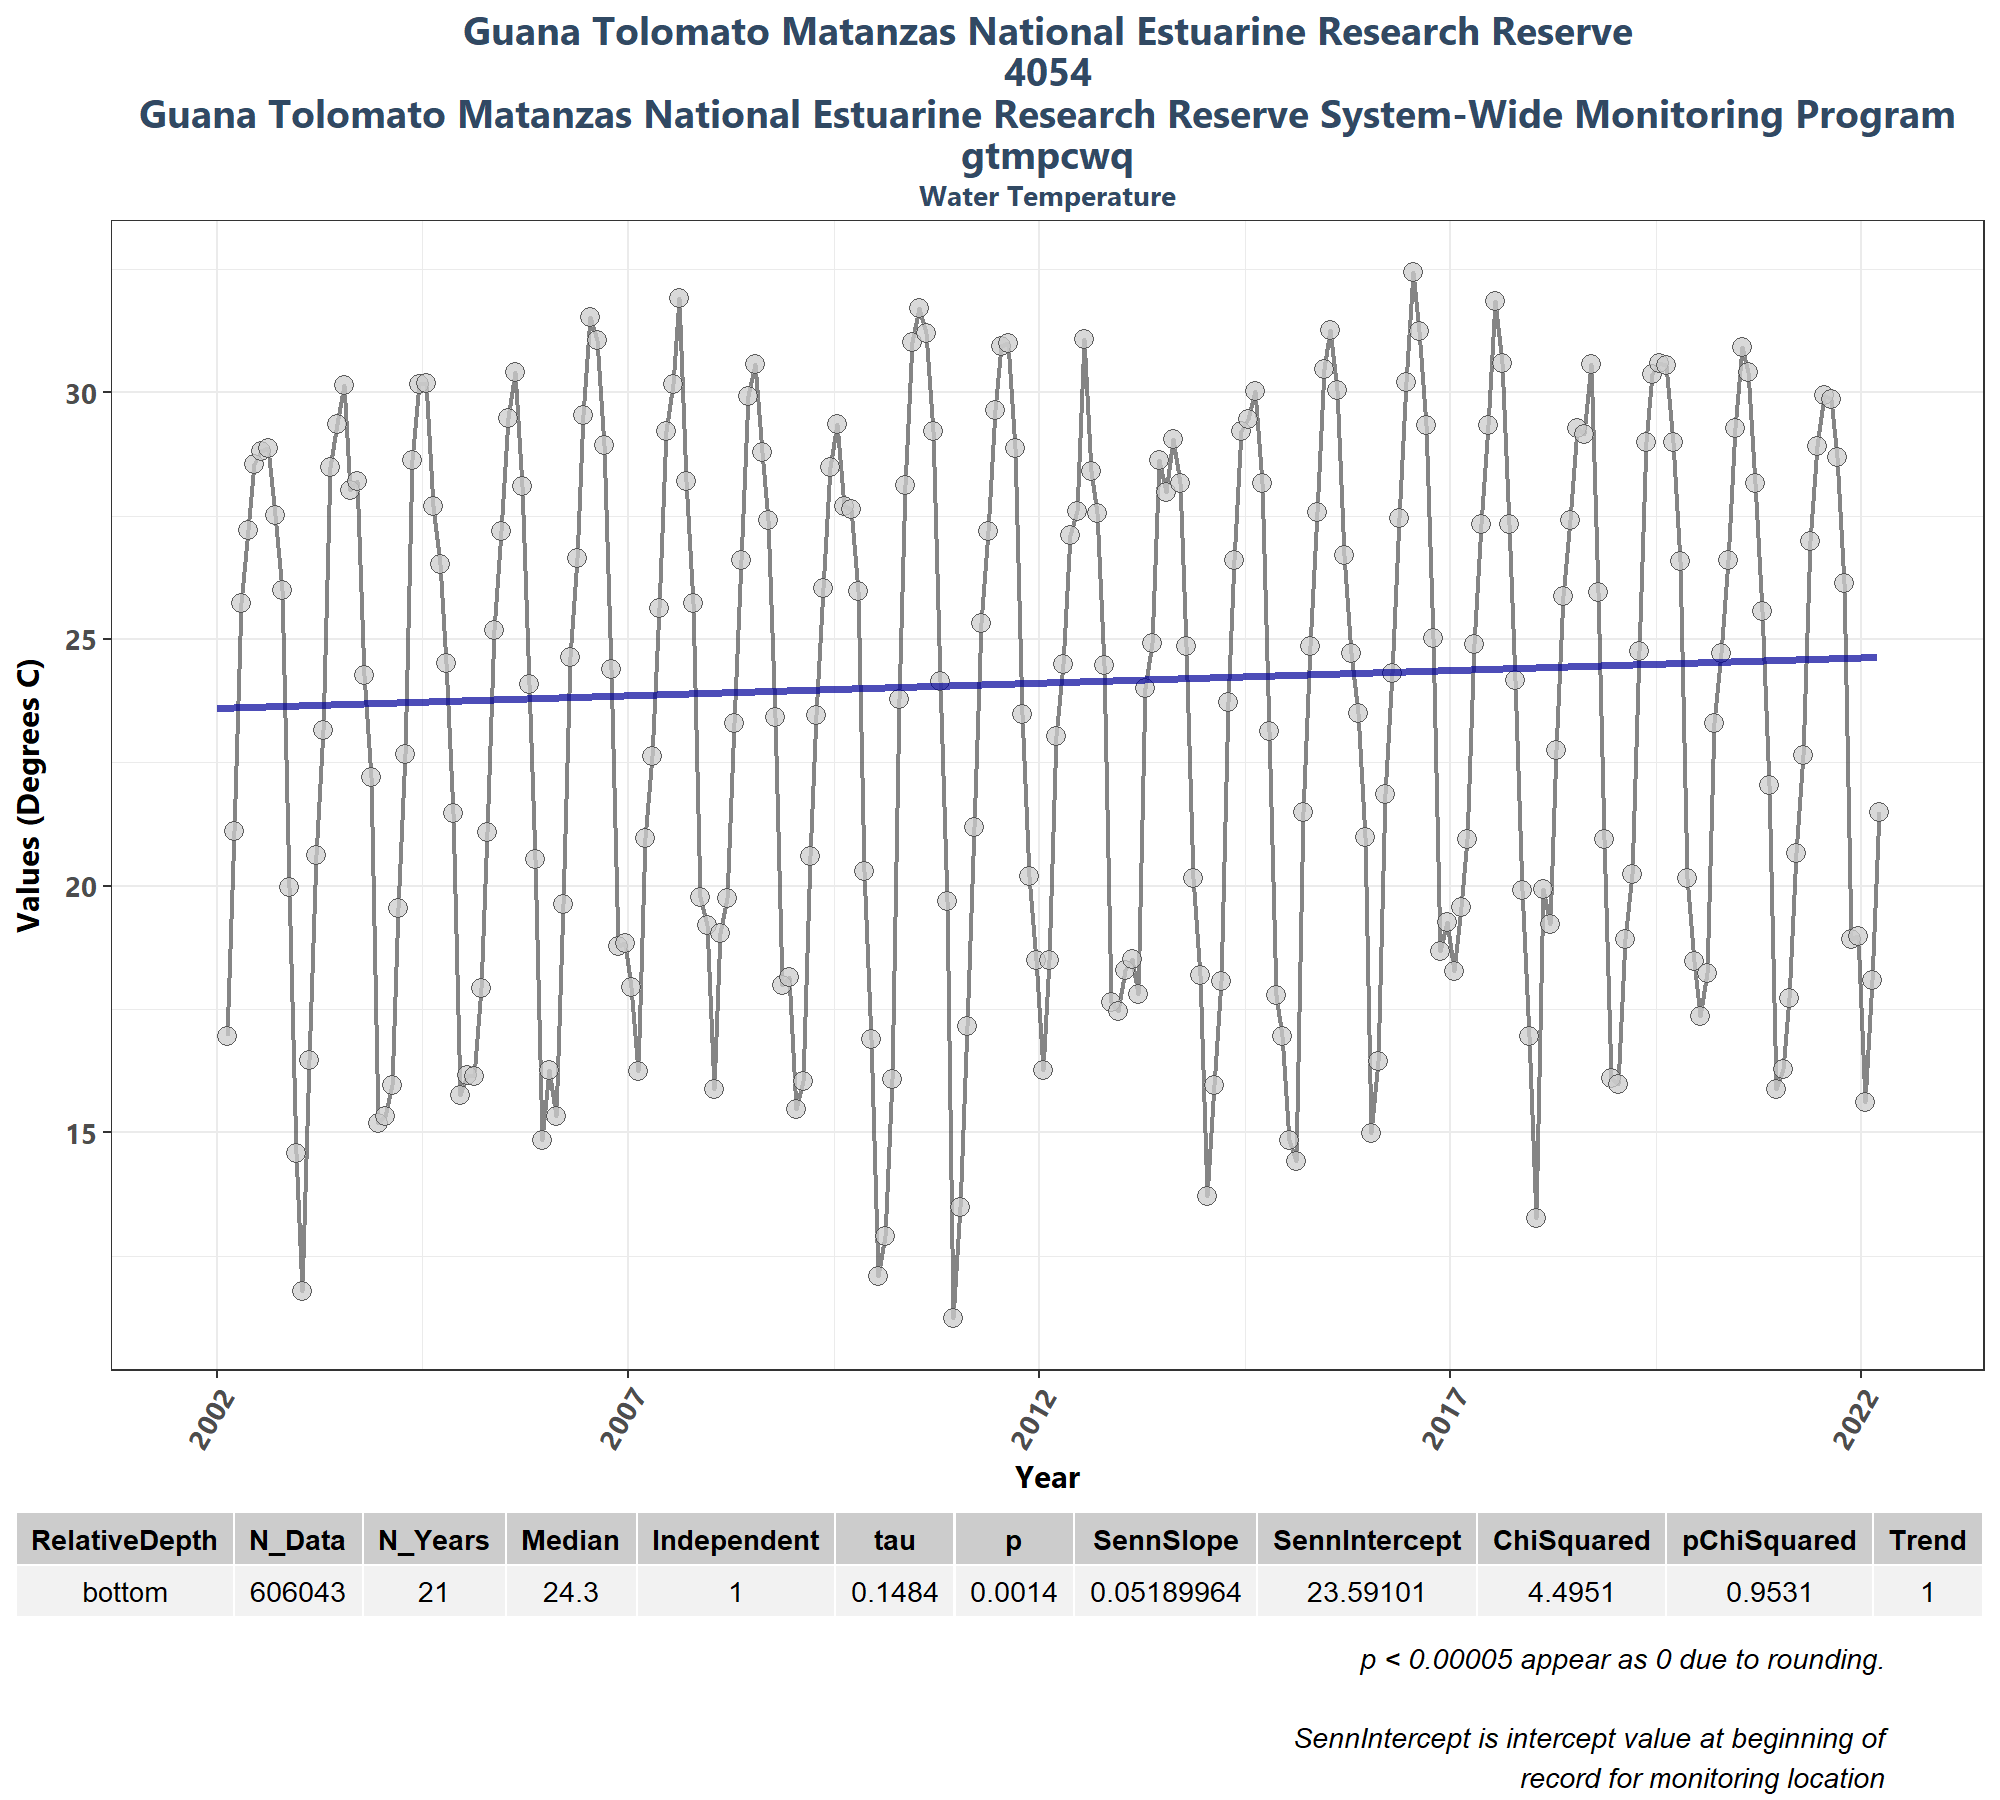 Guana Tolomato Matanzas National Estuarine Research Reserve
4054
Guana Tolomato Matanzas National Estuarine Research Reserve System-Wide Monitoring Program
gtmpcwq
Water Temperature
Values (Degrees C)
30
25
20
15
2002 2007 2012 2017 2022
Year
RelativeDepth N_Data N_Years Median Independent tau p SennSlope SennIntercept ChiSquared pChiSquared Trend
bottom 606043 21 24.3 1 0.1484 0.0014 0.05189964 23.59101 4.4951 0.9531 1
p < 0.00005 appear as 0 due to rounding.
SennIntercept is intercept value at beginning of
record for monitoring location